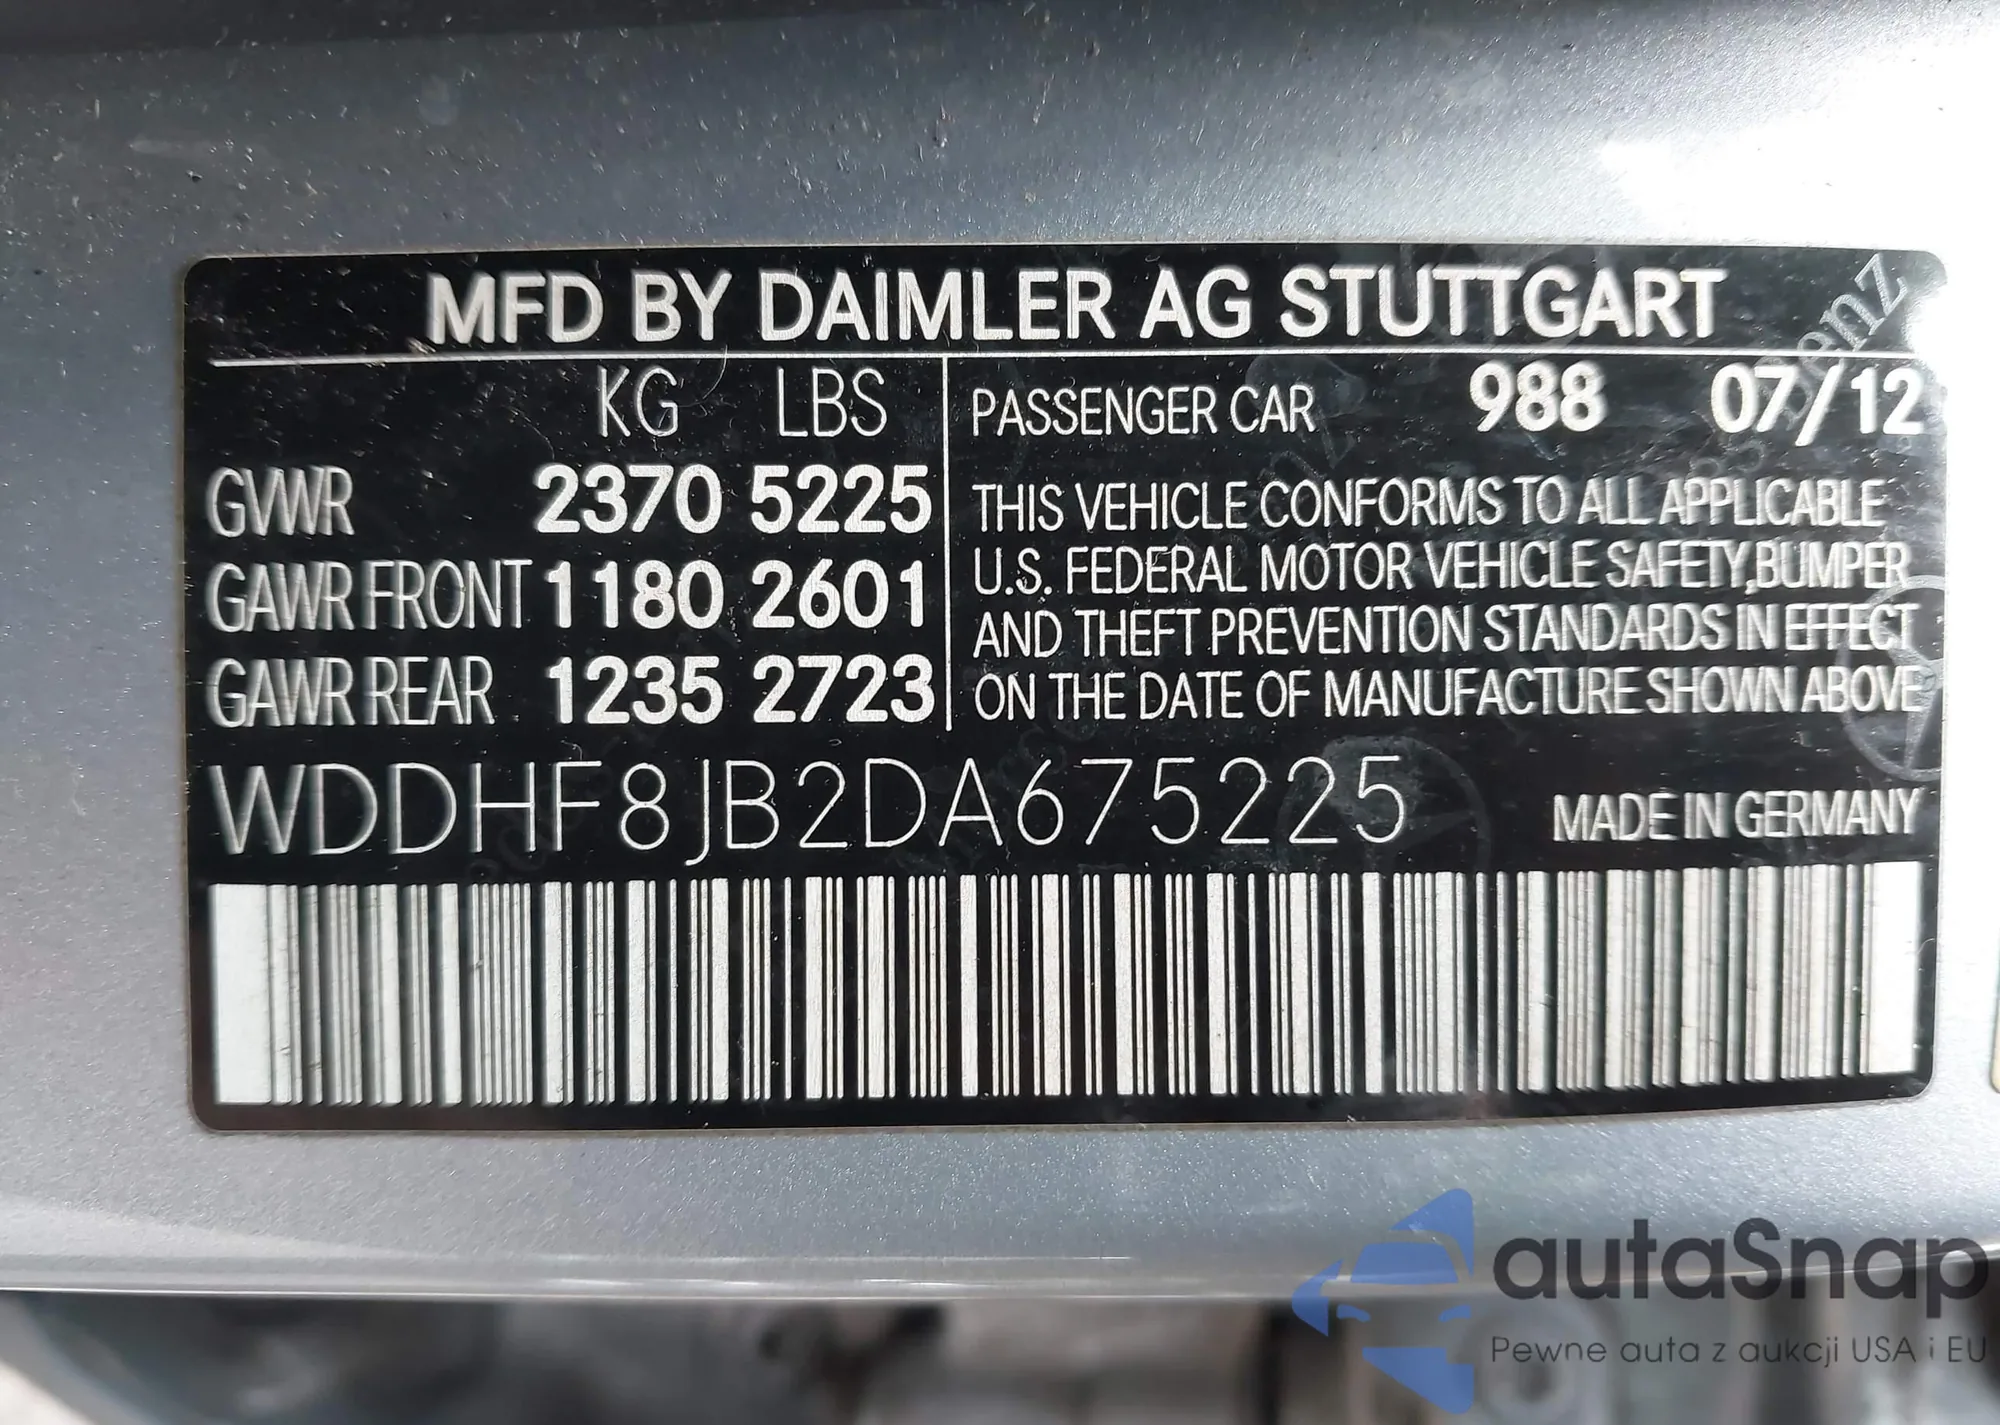 MFD BY DAIMLER AG STUTTGART
KG LBS
GVWR 2370 5225
GAWR FRONT 1180 2601
GAWR REAR 1235 2723
PASSENGER CAR 988 07/12
THIS VEHICLE CONFORMS TO ALL APPLICABLE
U.S. FEDERAL MOTOR VEHICLE SAFETY, BUMPER
AND THEFT PREVENTION STANDARDS IN EFFECT
ON THE DATE OF MANUFACTURE SHOWN ABOVE
WDDHF8JB2DA675225
MADE IN GERMANY
autaSnap
Pewne auta z aukcji USA i EU